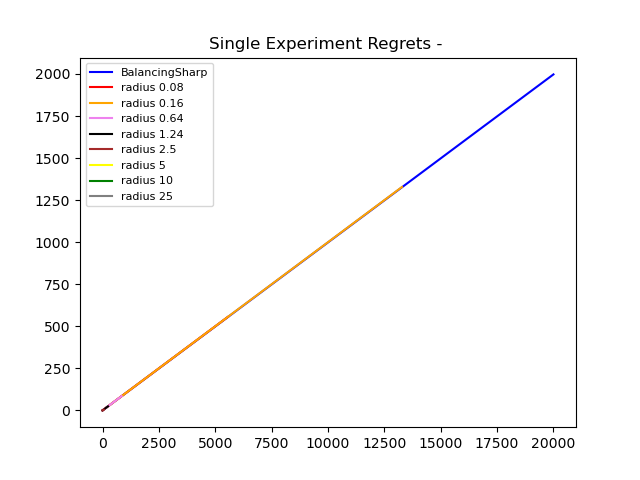 Single Experiment Regrets -
BalancingSharp
radius 0.08
radius 0.16
radius 0.64
radius 1.24
radius 2.5
radius 5
radius 10
radius 25
2000
1750
1500
1250
1000
750
500
250
0
0 2500 5000 7500 10000 12500 15000 17500 20000